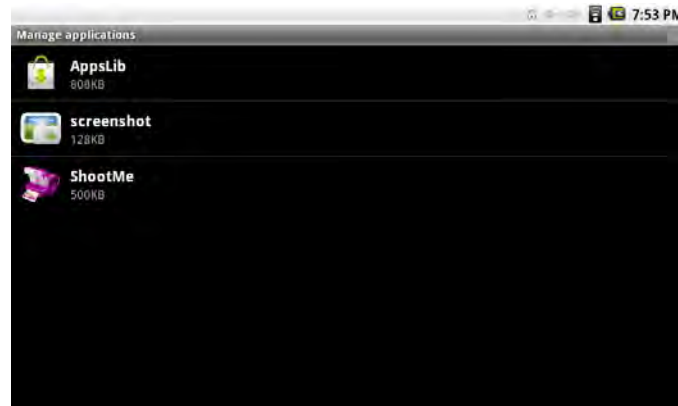 7:53 PM
Manage applications
AppsLib
808KB
screenshot
128KB
ShootMe
500KB